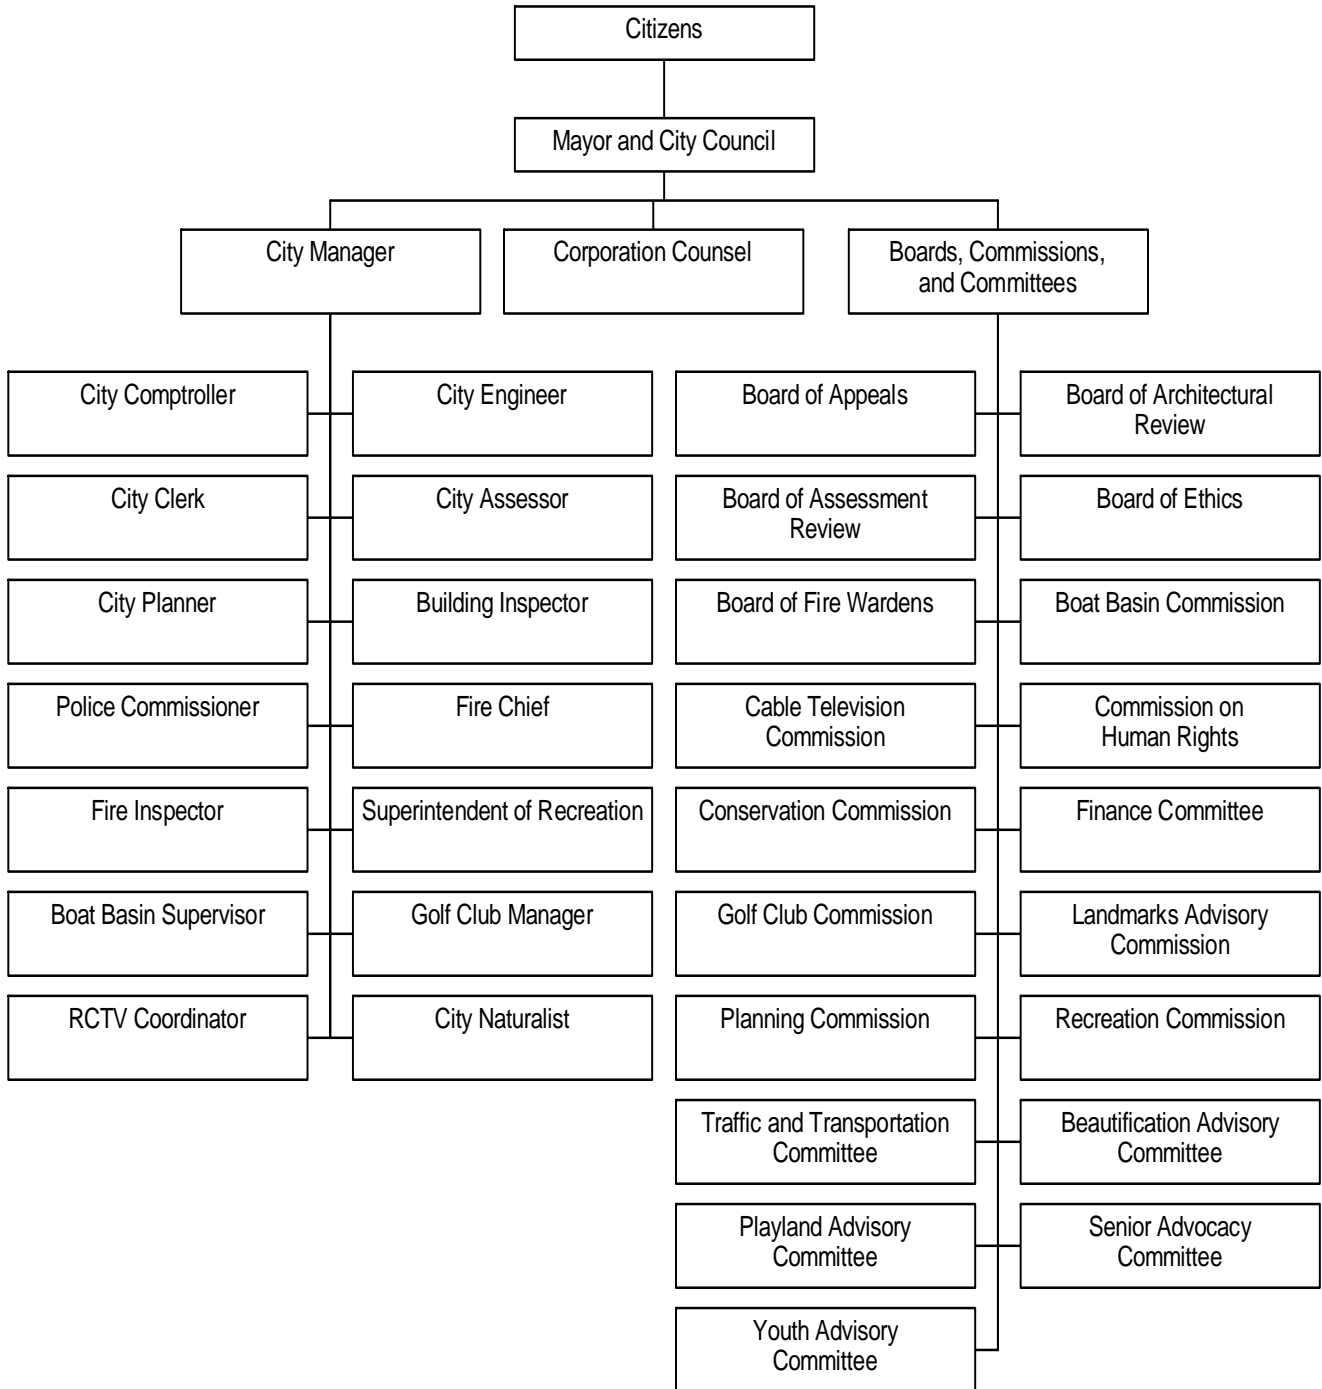 Citizens
Mayor and City Council
City Manager
Corporation Counsel
Boards, Commissions,
and Committees
City Comptroller
City Engineer
Board of Appeals
Board of Architectural
Review
City Clerk
City Assessor
Board of Assessment
Review
Board of Ethics
City Planner
Building Inspector
Board of Fire Wardens
Boat Basin Commission
Police Commissioner
Fire Chief
Cable Television
Commission
Commission on
Human Rights
Fire Inspector
Superintendent of Recreation
Conservation Commission
Finance Committee
Boat Basin Supervisor
Golf Club Manager
Golf Club Commission
Landmarks Advisory
Commission
RCTV Coordinator
City Naturalist
Planning Commission
Recreation Commission
Traffic and Transportation
Committee
Beautification Advisory
Committee
Playland Advisory
Committee
Senior Advocacy
Committee
Youth Advisory
Committee